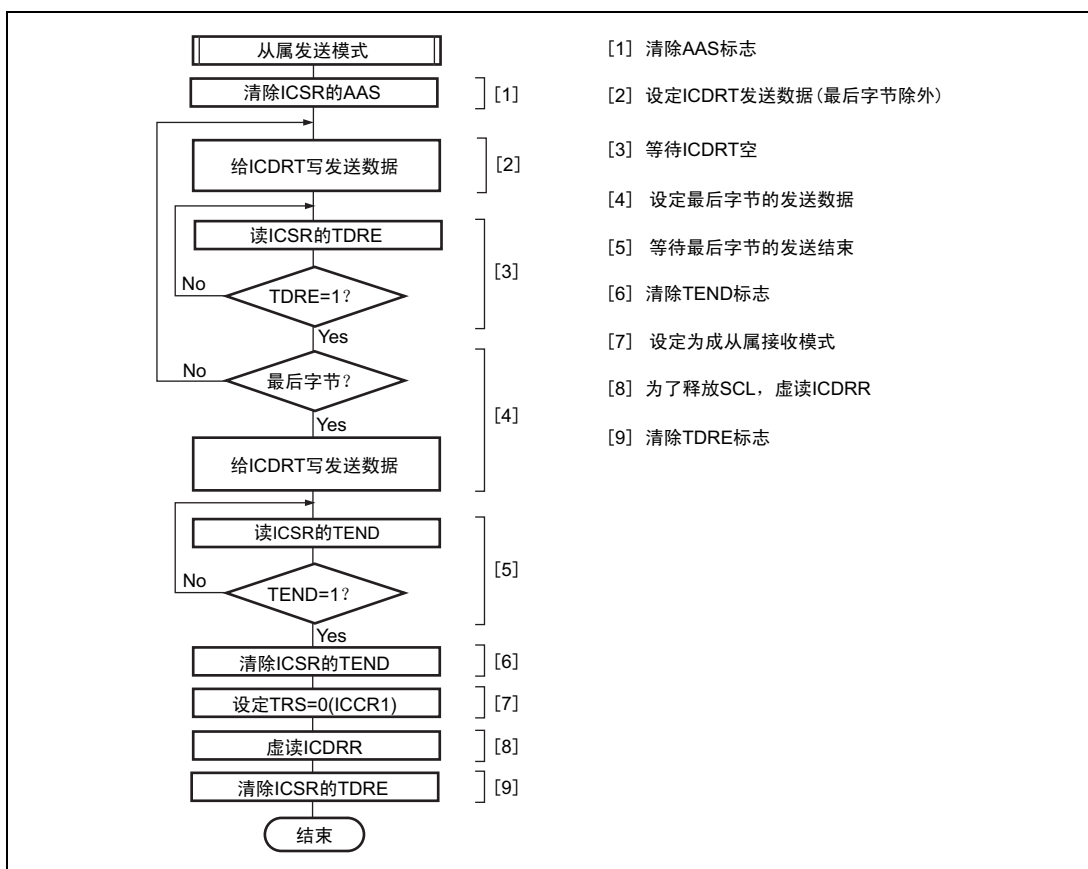 从属发送模式
清除ICSR的AAS
[1]
给ICDRT写发送数据
[2]
读ICSR的TDRE
No
TDRE=1?
[3]
Yes
No
最后字节?
[4]
Yes
给ICDRT写发送数据
读ICSR的TEND
No
TEND=1?
[5]
Yes
清除ICSR的TEND
[6]
设定TRS=0(ICCR1)
[7]
虚读ICDRR
[8]
清除ICSR的TDRE
[9]
结束
[1] 清除AAS标志
[2] 设定ICDRT发送数据(最后字节除外)
[3] 等待ICDRT空
[4] 设定最后字节的发送数据
[5] 等待最后字节的发送结束
[6] 清除TEND标志
[7] 设定为成从属接收模式
[8] 为了释放SCL，虚读ICDRR
[9] 清除TDRE标志